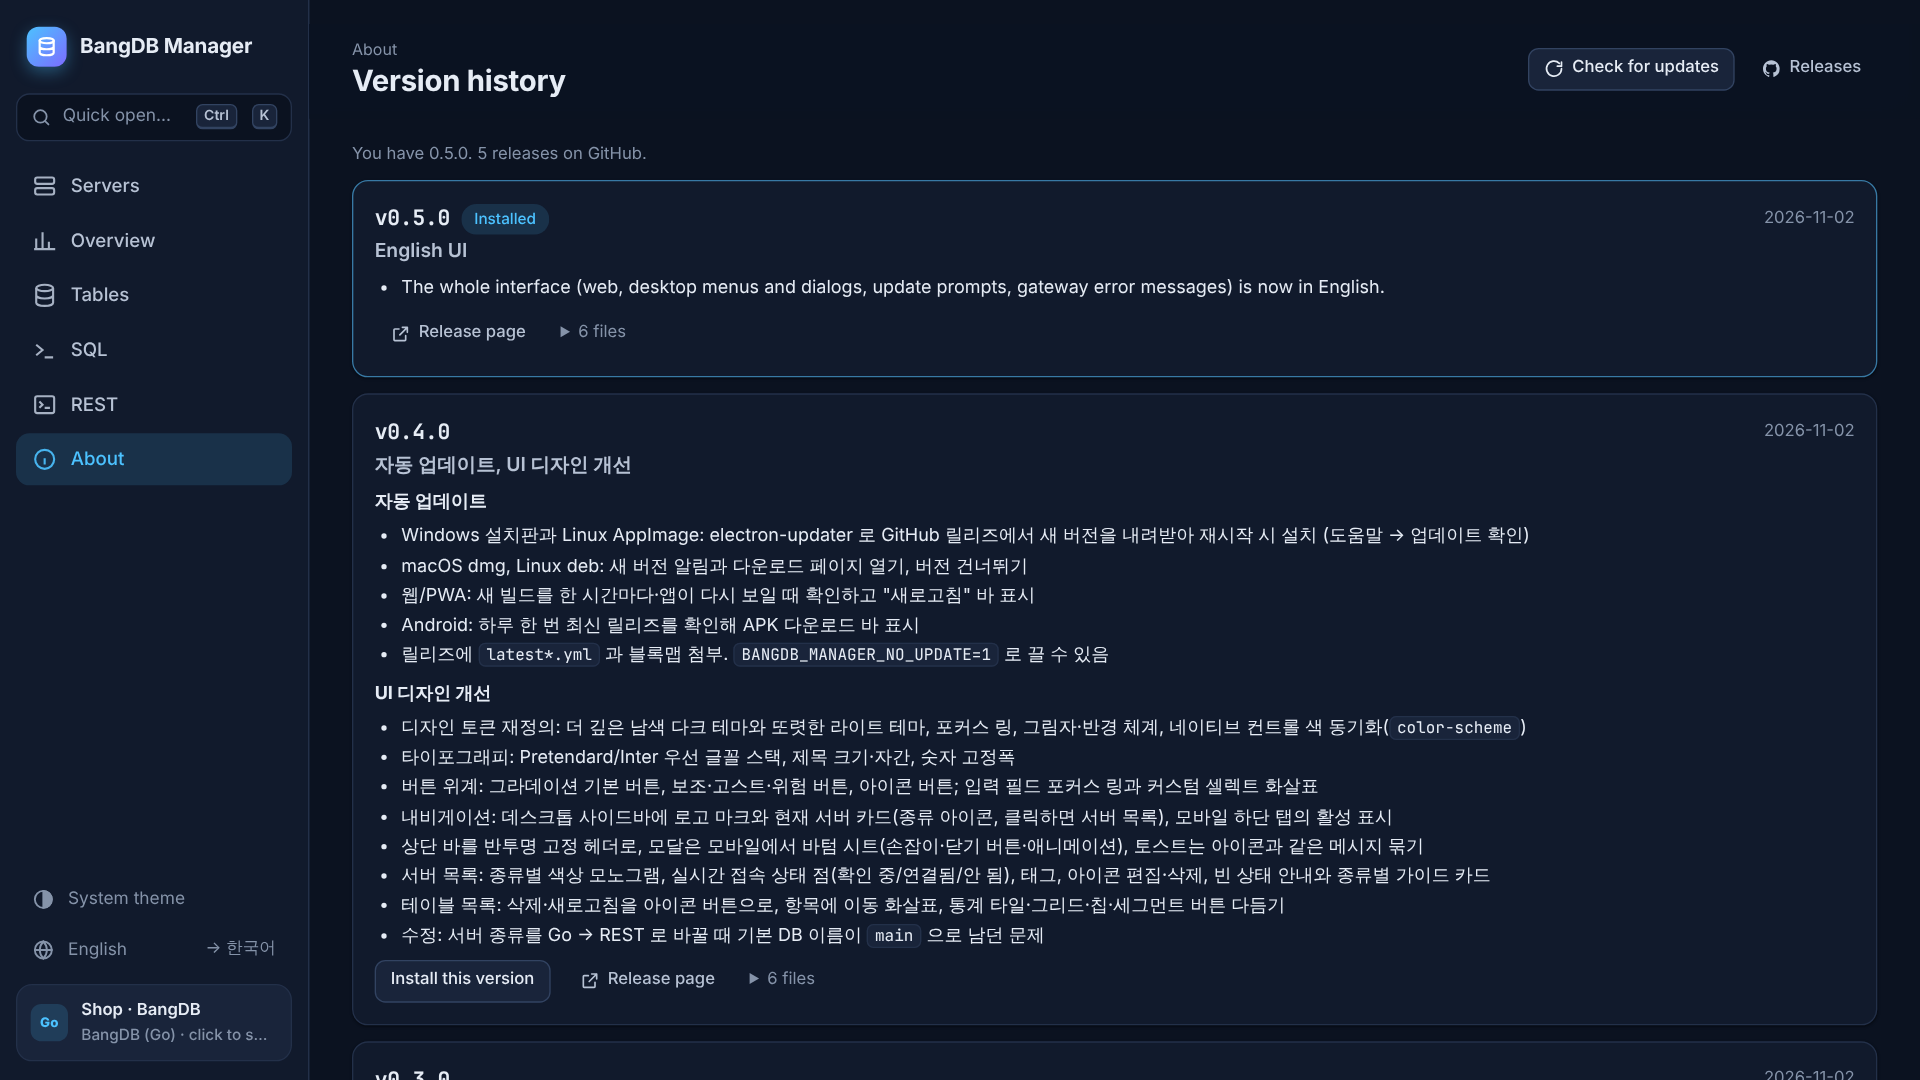 BangDB Manager
Quick open... Ctrl K
Servers
Overview
Tables
SQL
REST
About
System theme
English → 한국어
Go
Shop · BangDB
BangDB (Go) · click to s...
About
Version history
Check for updates
Releases
You have 0.5.0. 5 releases on GitHub.
v0.5.0 Installed 2026-11-02
English UI
• The whole interface (web, desktop menus and dialogs, update prompts, gateway error messages) is now in English.
Release page ▶ 6 files
v0.4.0 2026-11-02
자동 업데이트, UI 디자인 개선
자동 업데이트
• Windows 설치판과 Linux AppImage: electron-updater 로 GitHub 릴리즈에서 새 버전을 내려받아 재시작 시 설치 (도움말 → 업데이트 확인)
• macOS dmg, Linux deb: 새 버전 알림과 다운로드 페이지 열기, 버전 건너뛰기
• 웹/PWA: 새 빌드를 한 시간마다·앱이 다시 보일 때 확인하고 "새로고침" 바 표시
• Android: 하루 한 번 최신 릴리즈를 확인해 APK 다운로드 바 표시
• 릴리즈에 latest*.yml 과 블록맵 첨부. BANGDB_MANAGER_NO_UPDATE=1 로 끌 수 있음
UI 디자인 개선
• 디자인 토큰 재정의: 더 깊은 남색 다크 테마와 또렷한 라이트 테마, 포커스 링, 그림자·반경 체계, 네이티브 컨트롤 색 동기화( color-scheme )
• 타이포그래피: Pretendard/Inter 우선 글꼴 스택, 제목 크기·자간, 숫자 고정폭
• 버튼 위계: 그라데이션 기본 버튼, 보조·고스트·위험 버튼, 아이콘 버튼; 입력 필드 포커스 링과 커스텀 셀렉트 화살표
• 내비게이션: 데스크톱 사이드바에 로고 마크와 현재 서버 카드(종류 아이콘, 클릭하면 서버 목록), 모바일 하단 탭의 활성 표시
• 상단 바를 반투명 고정 헤더로, 모달은 모바일에서 바텀 시트(손잡이·닫기 버튼·애니메이션), 토스트는 아이콘과 같은 메시지 묶기
• 서버 목록: 종류별 색상 모노그램, 실시간 접속 상태 점(확인 중/연결됨/안 됨), 태그, 아이콘 편집·삭제, 빈 상태 안내와 종류별 가이드 카드
• 테이블 목록: 삭제·새로고침을 아이콘 버튼으로, 항목에 이동 화살표, 통계 타일·그리드·칩·세그먼트 버튼 다듬기
• 수정: 서버 종류를 Go → REST 로 바꿀 때 기본 DB 이름이 main 으로 남던 문제
Install this version Release page ▶ 6 files
v0.3.0 2026-11-02